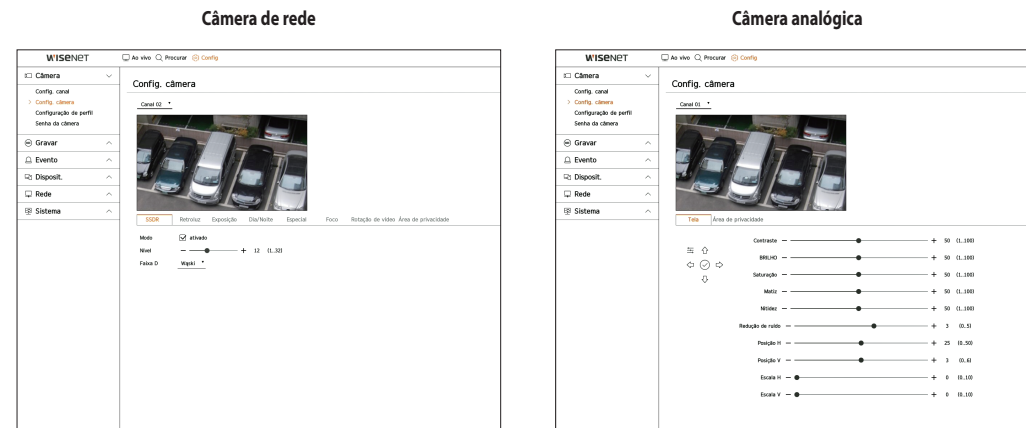 Câmera de rede
WISENET
Ao vivo Procurar Config
Câmera
Config. canal
Config. câmera
Configuração de perfil
Senha da câmera
Gravar
Evento
Disposit.
Rede
Sistema
Config. câmera
Canal 02
SSDR Retroluz Exposição Dia/Noite Especial Foco Rotação de vídeo Área de privacidade
Modo ativado
Nível − + 12 (1..32)
Faixa D Wąski
Câmera analógica
WISENET
Ao vivo Procurar Config
Câmera
Config. canal
Config. câmera
Configuração de perfil
Senha da câmera
Gravar
Evento
Disposit.
Rede
Sistema
Config. câmera
Canal 01
Tela Área de privacidade
Contraste − + 50 (1..100)
BRILHO − + 50 (1..100)
Saturação − + 50 (1..100)
Matiz − + 50 (1..100)
Nitidez − + 50 (1..100)
Redução de ruído − + 3 (0..5)
Posição H − + 25 (0..50)
Posição V − + 3 (0..6)
Escala H − + 0 (0..10)
Escala V − + 0 (0..10)